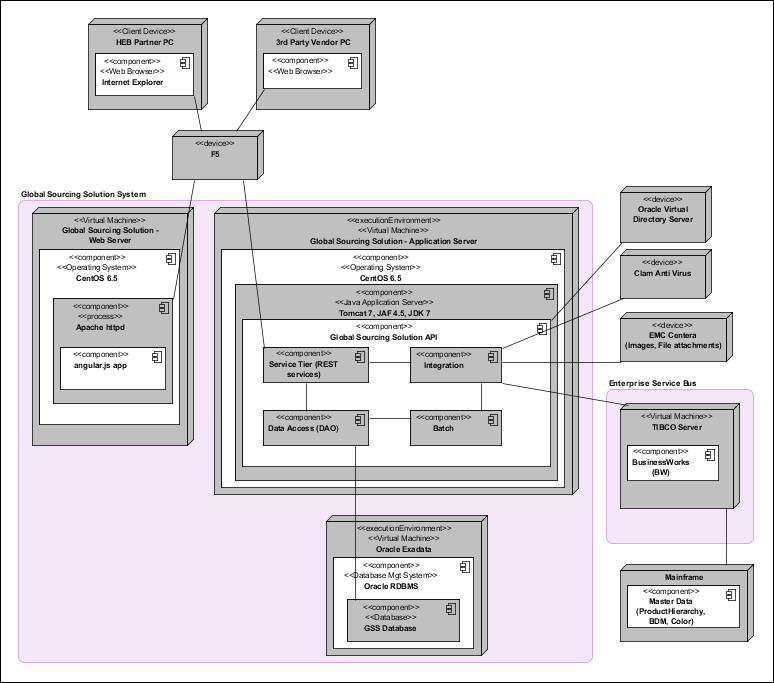 <<Client Device>>
HEB Partner PC
<<component>>
<<Web Browser>>
Internet Explorer
<<Client Device>>
3rd Party Vendor PC
<<component>>
<<Web Browser>>
<<device>>
F5
Global Sourcing Solution System
<<Virtual Machine>>
Global Sourcing Solution -
Web Server
<<component>>
<<Operating System>>
CentOS 6.5
<<component>>
<<process>>
Apache httpd
<<component>>
angular.js app
<<executionEnvironment>>
<<Virtual Machine>>
Global Sourcing Solution - Application Server
<<component>>
<<Operating System>>
CentOS 6.5
<<component>>
<<Java Application Server>>
Tomcat 7, JAF 4.5, JDK 7
<<component>>
Global Sourcing Solution API
<<component>>
Service Tier (REST
services)
<<component>>
Integration
<<component>>
Data Access (DAO)
<<component>>
Batch
<<executionEnvironment>>
<<Virtual Machine>>
Oracle Exadata
<<component>>
<<Database Mgt System>>
Oracle RDBMS
<<component>>
<<Database>>
GSS Database
<<device>>
Oracle Virtual
Directory Server
<<device>>
Clam Anti Virus
<<device>>
EMC Centera
(Images, File attachments)
Enterprise Service Bus
<<Virtual Machine>>
TIBCO Server
<<component>>
BusinessWorks
(BW)
Mainframe
<<component>>
Master Data
(ProductHierarchy,
BDM, Color)